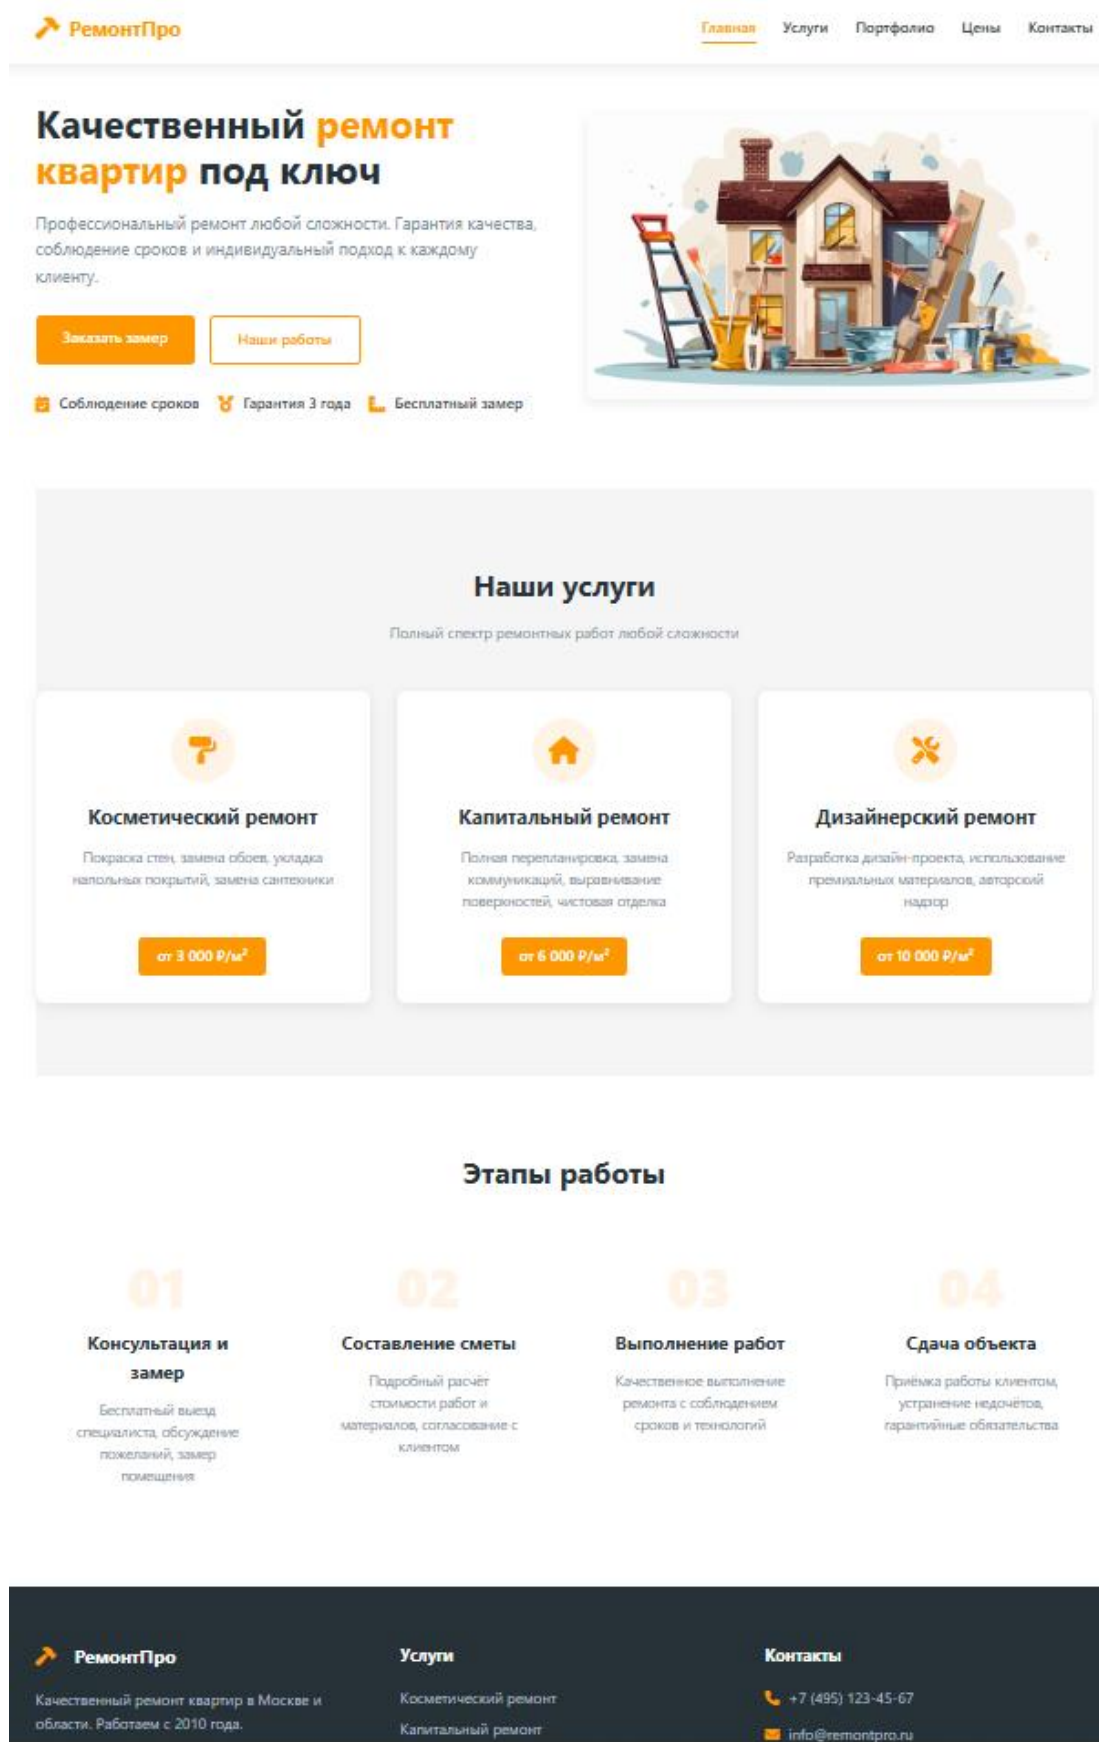 РемонтПро
Главная Услуги Портфолио Цены Контакты
Качественный ремонт
квартир под ключ
Профессиональный ремонт любой сложности. Гарантия качества,
соблюдение сроков и индивидуальный подход к каждому
клиенту.
Заказать замер Наши работы
Соблюдение сроков Гарантия 3 года Бесплатный замер
Наши услуги
Полный спектр ремонтных работ любой сложности
Косметический ремонт
Покраска стен, замена обоев, укладка
напольных покрытий, замена сантехники
от 3 000 ₽/м²
Капитальный ремонт
Полная перепланировка, замена
коммуникаций, выравнивание
поверхностей, чистовая отделка
от 6 000 ₽/м²
Дизайнерский ремонт
Разработка дизайн-проекта, использование
премиальных материалов, авторский
надзор
от 10 000 ₽/м²
Этапы работы
01
Консультация и
замер
Бесплатный выезд
специалиста, обсуждение
пожеланий, замер
помещения
02
Составление сметы
Подробный расчёт
стоимости работ и
материалов, согласование с
клиентом
03
Выполнение работ
Качественное выполнение
ремонта с соблюдением
сроков и технологий
04
Сдача объекта
Приёмка работы клиентом,
устранение недочётов,
гарантийные обязательства
РемонтПро
Качественный ремонт квартир в Москве и
области. Работаем с 2010 года.
Услуги
Косметический ремонт
Капитальный ремонт
Контакты
+7 (495) 123-45-67
info@remontpro.ru